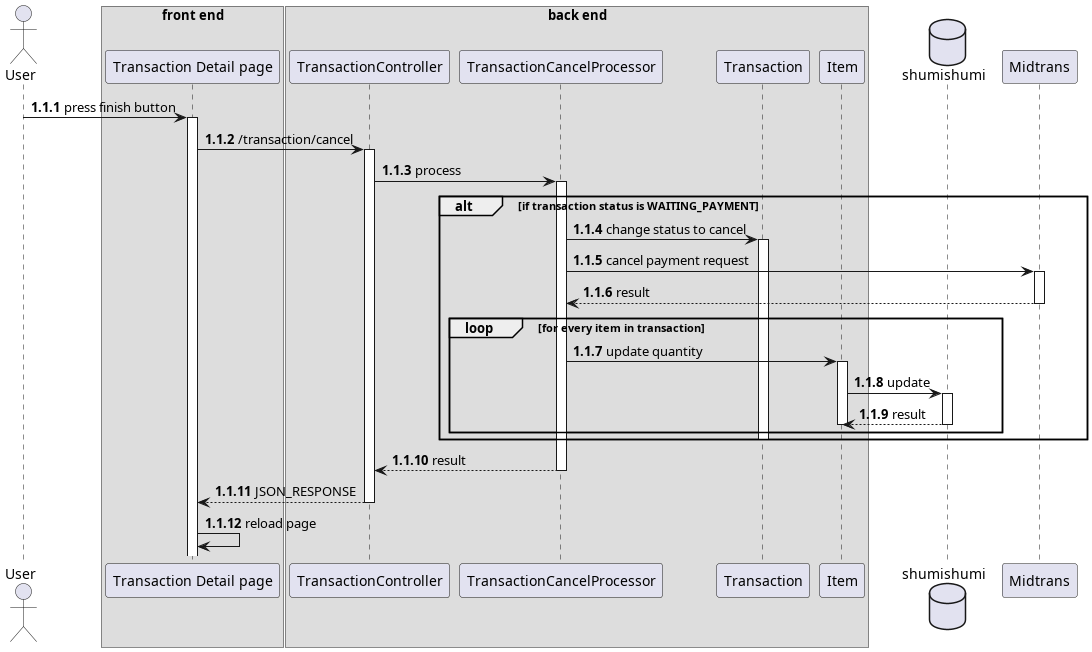 front end
back end
User
Transaction Detail page
TransactionController
TransactionCancelProcessor
Transaction
Item
shumishumi
Midtrans
1.1.1 press finish button
1.1.2 /transaction/cancel
1.1.3 process
alt [if transaction status is WAITING_PAYMENT]
1.1.4 change status to cancel
1.1.5 cancel payment request
1.1.6 result
loop [for every item in transaction]
1.1.7 update quantity
1.1.8 update
1.1.9 result
1.1.10 result
1.1.11 JSON_RESPONSE
1.1.12 reload page
User
Transaction Detail page
TransactionController
TransactionCancelProcessor
Transaction
Item
shumishumi
Midtrans